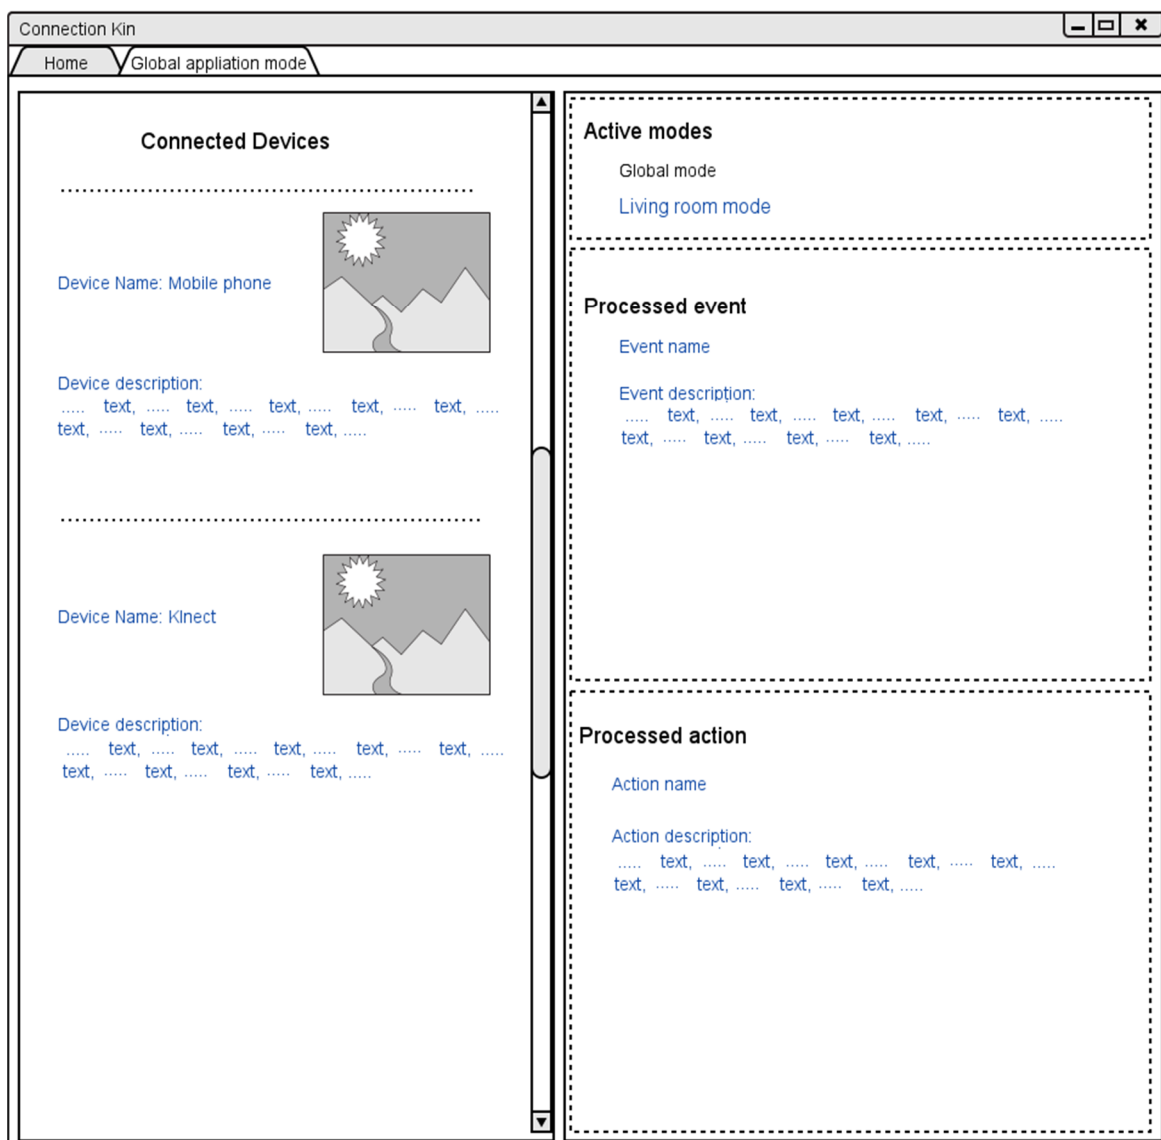 Connection Kin
Home
Global appliation mode
Connected Devices
Device Name: Mobile phone
Device description:
..... text, ..... text, ..... text, ..... text, ..... text, .....
text, ..... text, ..... text, ..... text, .....
Device Name: KInect
Device description:
..... text, ..... text, ..... text, ..... text, ..... text, .....
text, ..... text, ..... text, ..... text, .....
Active modes
Global mode
Living room mode
Processed event
Event name
Event description:
..... text, ..... text, ..... text, ..... text, ..... text, .....
text, ..... text, ..... text, ..... text, .....
Processed action
Action name
Action description:
..... text, ..... text, ..... text, ..... text, ..... text, .....
text, ..... text, ..... text, ..... text, .....